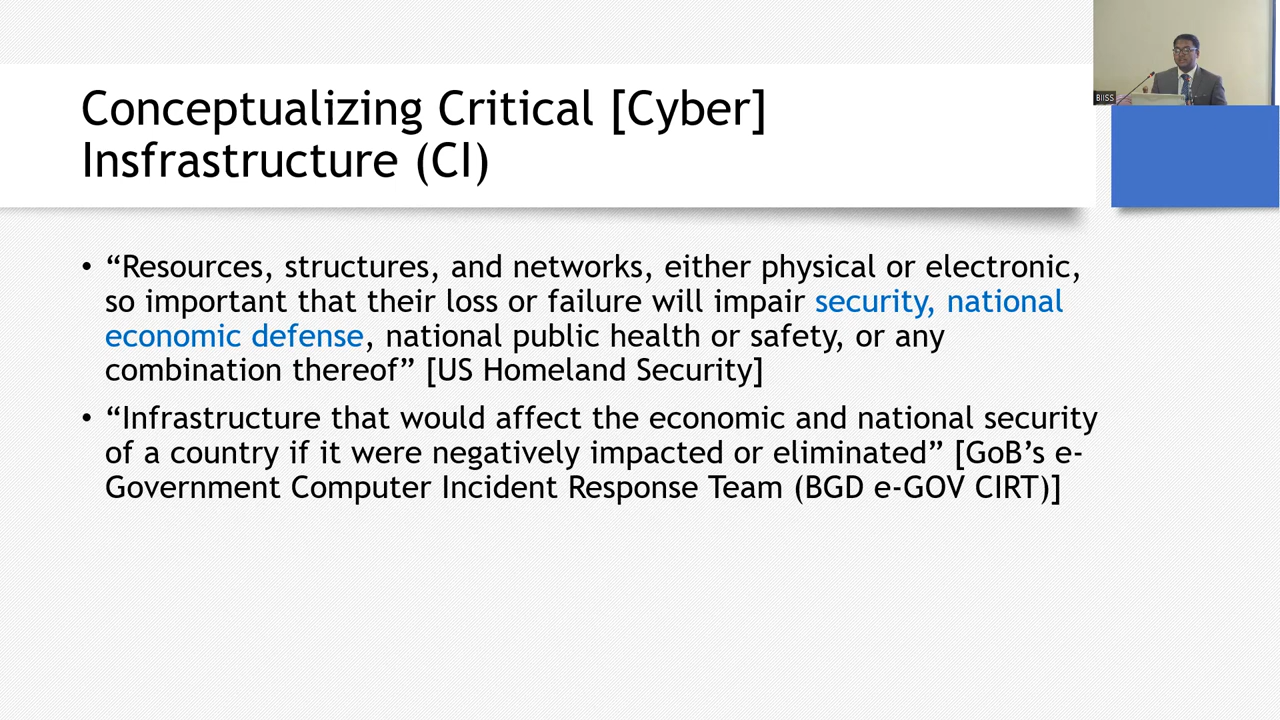 Conceptualizing Critical [Cyber]
Insfrastructure (CI)
BIISS
• “Resources, structures, and networks, either physical or electronic,
so important that their loss or failure will impair security, national
economic defense, national public health or safety, or any
combination thereof” [US Homeland Security]
• “Infrastructure that would affect the economic and national security
of a country if it were negatively impacted or eliminated” [GoB’s e-
Government Computer Incident Response Team (BGD e-GOV CIRT)]